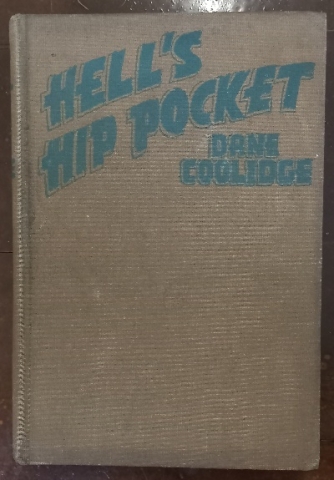 HELL'S
HIP POCKET
DANE
COOLIDGE